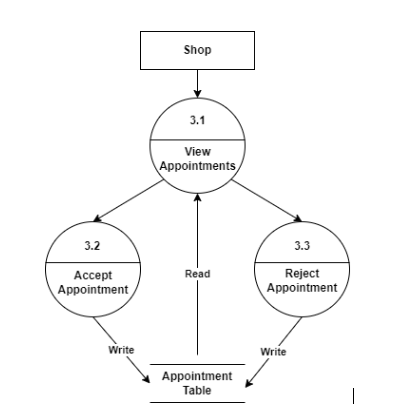 Shop
3.1
View
Appointments
3.2
Accept
Appointment
Read
3.3
Reject
Appointment
Write
Write
Appointment
Table